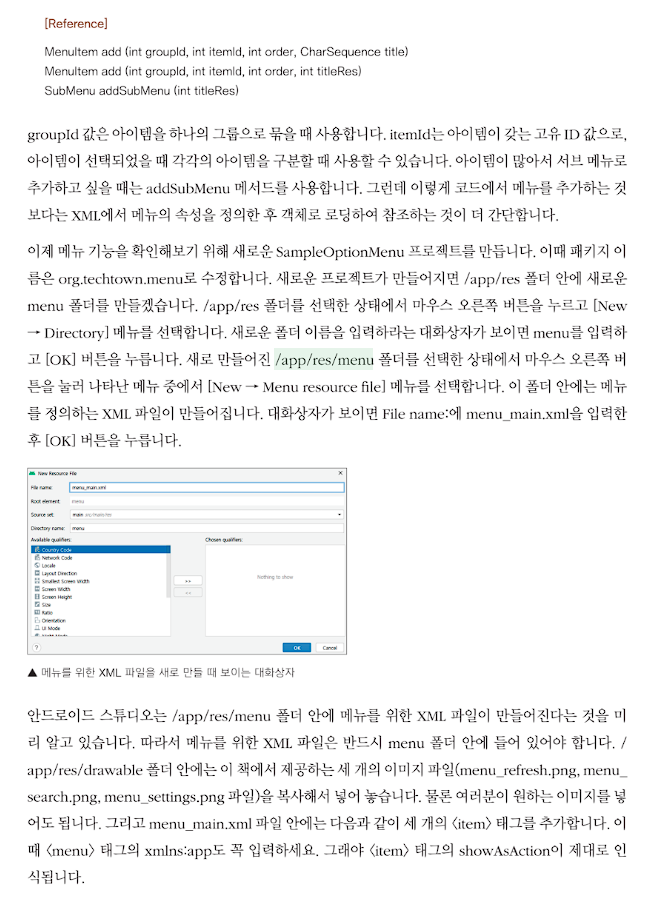 [Reference]
MenuItem add (int groupId, int itemId, int order, CharSequence title)
MenuItem add (int groupId, int itemId, int order, int titleRes)
SubMenu addSubMenu (int titleRes)
groupId 값은 아이템을 하나의 그룹으로 묶을 때 사용합니다. itemId는 아이템이 갖는 고유 ID 값으로,
아이템이 선택되었을 때 각각의 아이템을 구분할 때 사용할 수 있습니다. 아이템이 많아서 서브 메뉴로
추가하고 싶을 때는 addSubMenu 메서드를 사용합니다. 그런데 이렇게 코드에서 메뉴를 추가하는 것
보다는 XML에서 메뉴의 속성을 정의한 후 객체로 로딩하여 참조하는 것이 더 간단합니다.
이제 메뉴 기능을 확인해보기 위해 새로운 SampleOptionMenu 프로젝트를 만듭니다. 이때 패키지 이
름은 org.techtown.menu로 수정합니다. 새로운 프로젝트가 만들어지면 /app/res 폴더 안에 새로운
menu 폴더를 만들겠습니다. /app/res 폴더를 선택한 상태에서 마우스 오른쪽 버튼을 누르고 [New
→ Directory] 메뉴를 선택합니다. 새로운 폴더 이름을 입력하라는 대화상자가 보이면 menu를 입력하
고 [OK] 버튼을 누릅니다. 새로 만들어진 /app/res/menu 폴더를 선택한 상태에서 마우스 오른쪽 버
튼을 눌러 나타난 메뉴 중에서 [New → Menu resource file] 메뉴를 선택합니다. 이 폴더 안에는 메뉴
를 정의하는 XML 파일이 만들어집니다. 대화상자가 보이면 File name:에 menu_main.xml을 입력한
후 [OK] 버튼을 누릅니다.
New Resource File
File name: menu_main.xml
Root element: menu
Source set: main src/main/res
Directory name: menu
Available qualifiers: Chosen qualifiers:
Country Code
Network Code
Locale
Layout Direction
Smallest Screen Width
Screen Width
Screen Height
Size
Ratio
Orientation
UI Mode
Night Mode
>>
<<
Nothing to show
? OK Cancel
▲ 메뉴를 위한 XML 파일을 새로 만들 때 보이는 대화상자
안드로이드 스튜디오는 /app/res/menu 폴더 안에 메뉴를 위한 XML 파일이 만들어진다는 것을 미
리 알고 있습니다. 따라서 메뉴를 위한 XML 파일은 반드시 menu 폴더 안에 들어 있어야 합니다. /
app/res/drawable 폴더 안에는 이 책에서 제공하는 세 개의 이미지 파일(menu_refresh.png, menu_
search.png, menu_settings.png 파일)을 복사해서 넣어 놓습니다. 물론 여러분이 원하는 이미지를 넣
어도 됩니다. 그리고 menu_main.xml 파일 안에는 다음과 같이 세 개의 〈item〉 태그를 추가합니다. 이
때 〈menu〉 태그의 xmlns:app도 꼭 입력하세요. 그래야 〈item〉 태그의 showAsAction이 제대로 인
식됩니다.